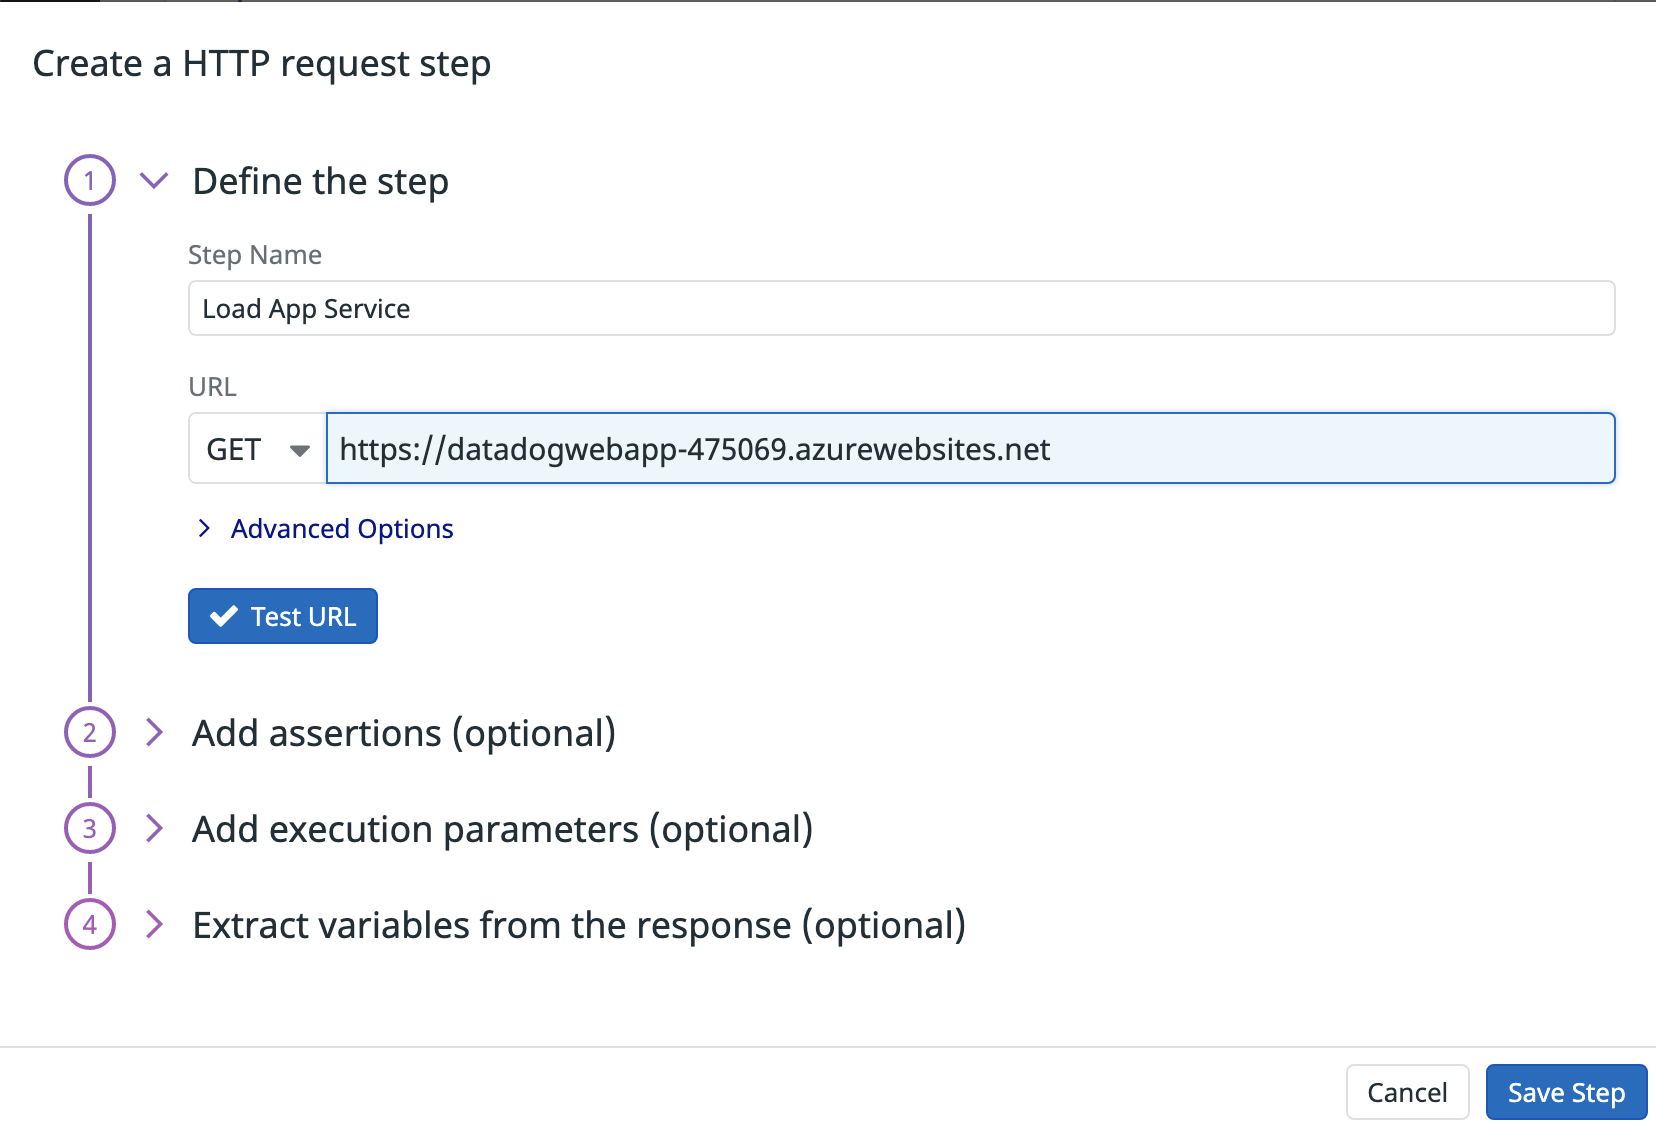 Create a HTTP request step
1 Define the step
Step Name
Load App Service
URL
GET https://datadogwebapp-475069.azurewebsites.net
Advanced Options
Test URL
2 Add assertions (optional)
3 Add execution parameters (optional)
4 Extract variables from the response (optional)
Cancel Save Step